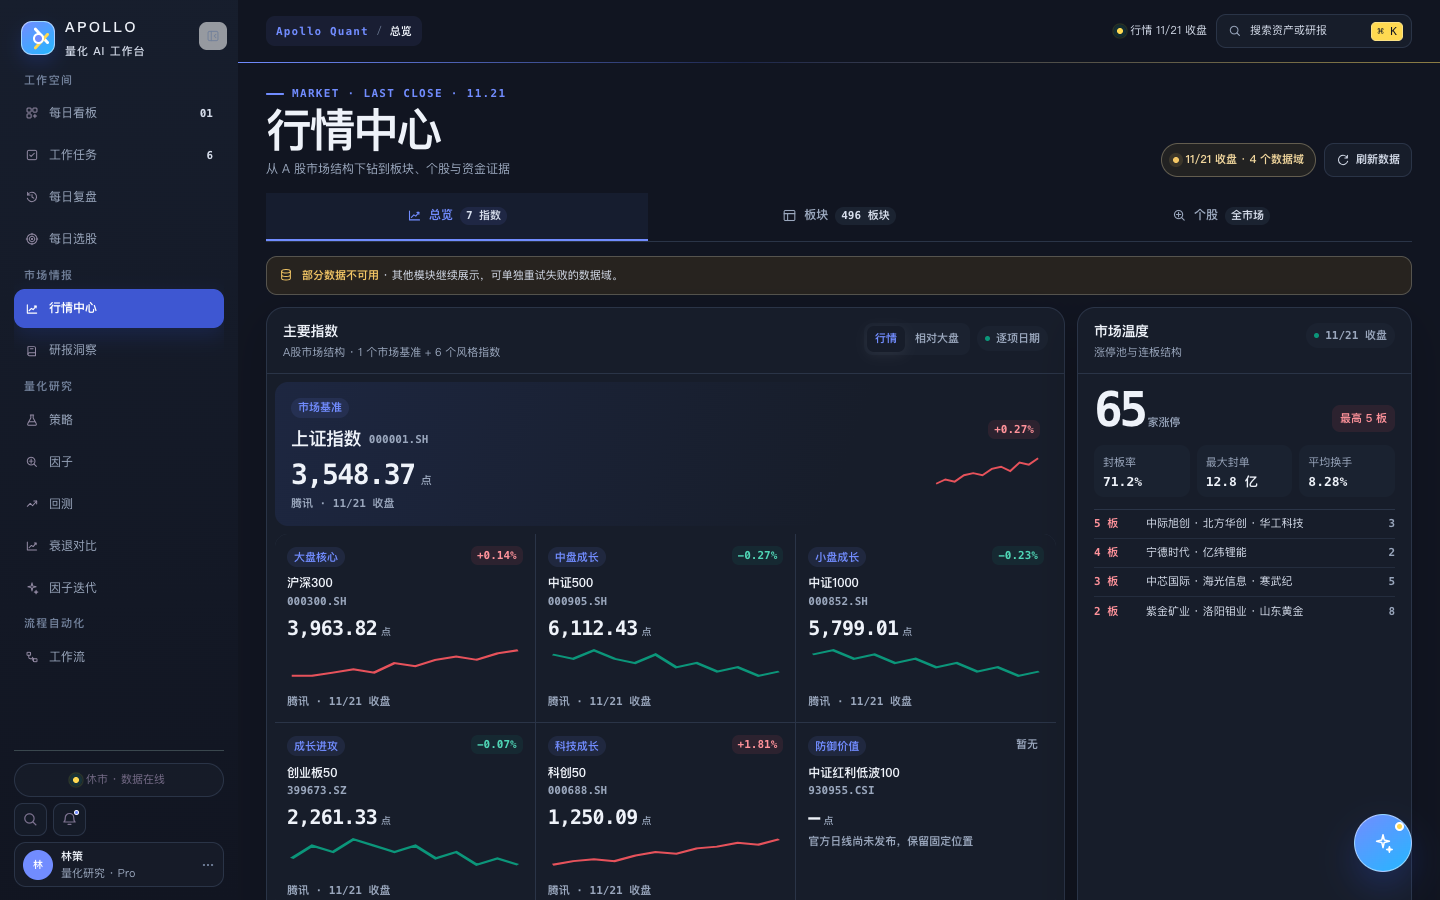 APOLLO
量化 AI 工作台
工作空间
每日看板 01
工作任务 6
每日复盘
每日选股
市场情报
行情中心
研报洞察
量化研究
策略
因子
回测
衰退对比
因子迭代
流程自动化
工作流
休市 · 数据在线
林 林策
量化研究 · Pro
Apollo Quant / 总览
行情 11/21 收盘
搜索资产或研报 ⌘ K
MARKET · LAST CLOSE · 11.21
行情中心
从 A 股市场结构下钻到板块、个股与资金证据
11/21 收盘 · 4 个数据域
刷新数据
总览 7 指数
板块 496 板块
个股 全市场
部分数据不可用 · 其他模块继续展示，可单独重试失败的数据域。
主要指数
A股市场结构 · 1 个市场基准 + 6 个风格指数
行情 相对大盘 逐项日期
市场基准
上证指数 000001.SH
+0.27%
3,548.37 点
腾讯 · 11/21 收盘
大盘核心 +0.14%
沪深300
000300.SH
3,963.82 点
腾讯 · 11/21 收盘
中盘成长 −0.27%
中证500
000905.SH
6,112.43 点
腾讯 · 11/21 收盘
小盘成长 −0.23%
中证1000
000852.SH
5,799.01 点
腾讯 · 11/21 收盘
成长进攻 −0.07%
创业板50
399673.SZ
2,261.33 点
腾讯 · 11/21 收盘
科技成长 +1.81%
科创50
000688.SH
1,250.09 点
腾讯 · 11/21 收盘
防御价值 暂无
中证红利低波100
930955.CSI
— 点
官方日线尚未发布，保留固定位置
市场温度
涨停池与连板结构
11/21 收盘
65 家涨停
最高 5 板
封板率
71.2%
最大封单
12.8 亿
平均换手
8.28%
5 板 中际旭创 · 北方华创 · 华工科技 3
4 板 宁德时代 · 亿纬锂能 2
3 板 中芯国际 · 海光信息 · 寒武纪 5
2 板 紫金矿业 · 洛阳钼业 · 山东黄金 8